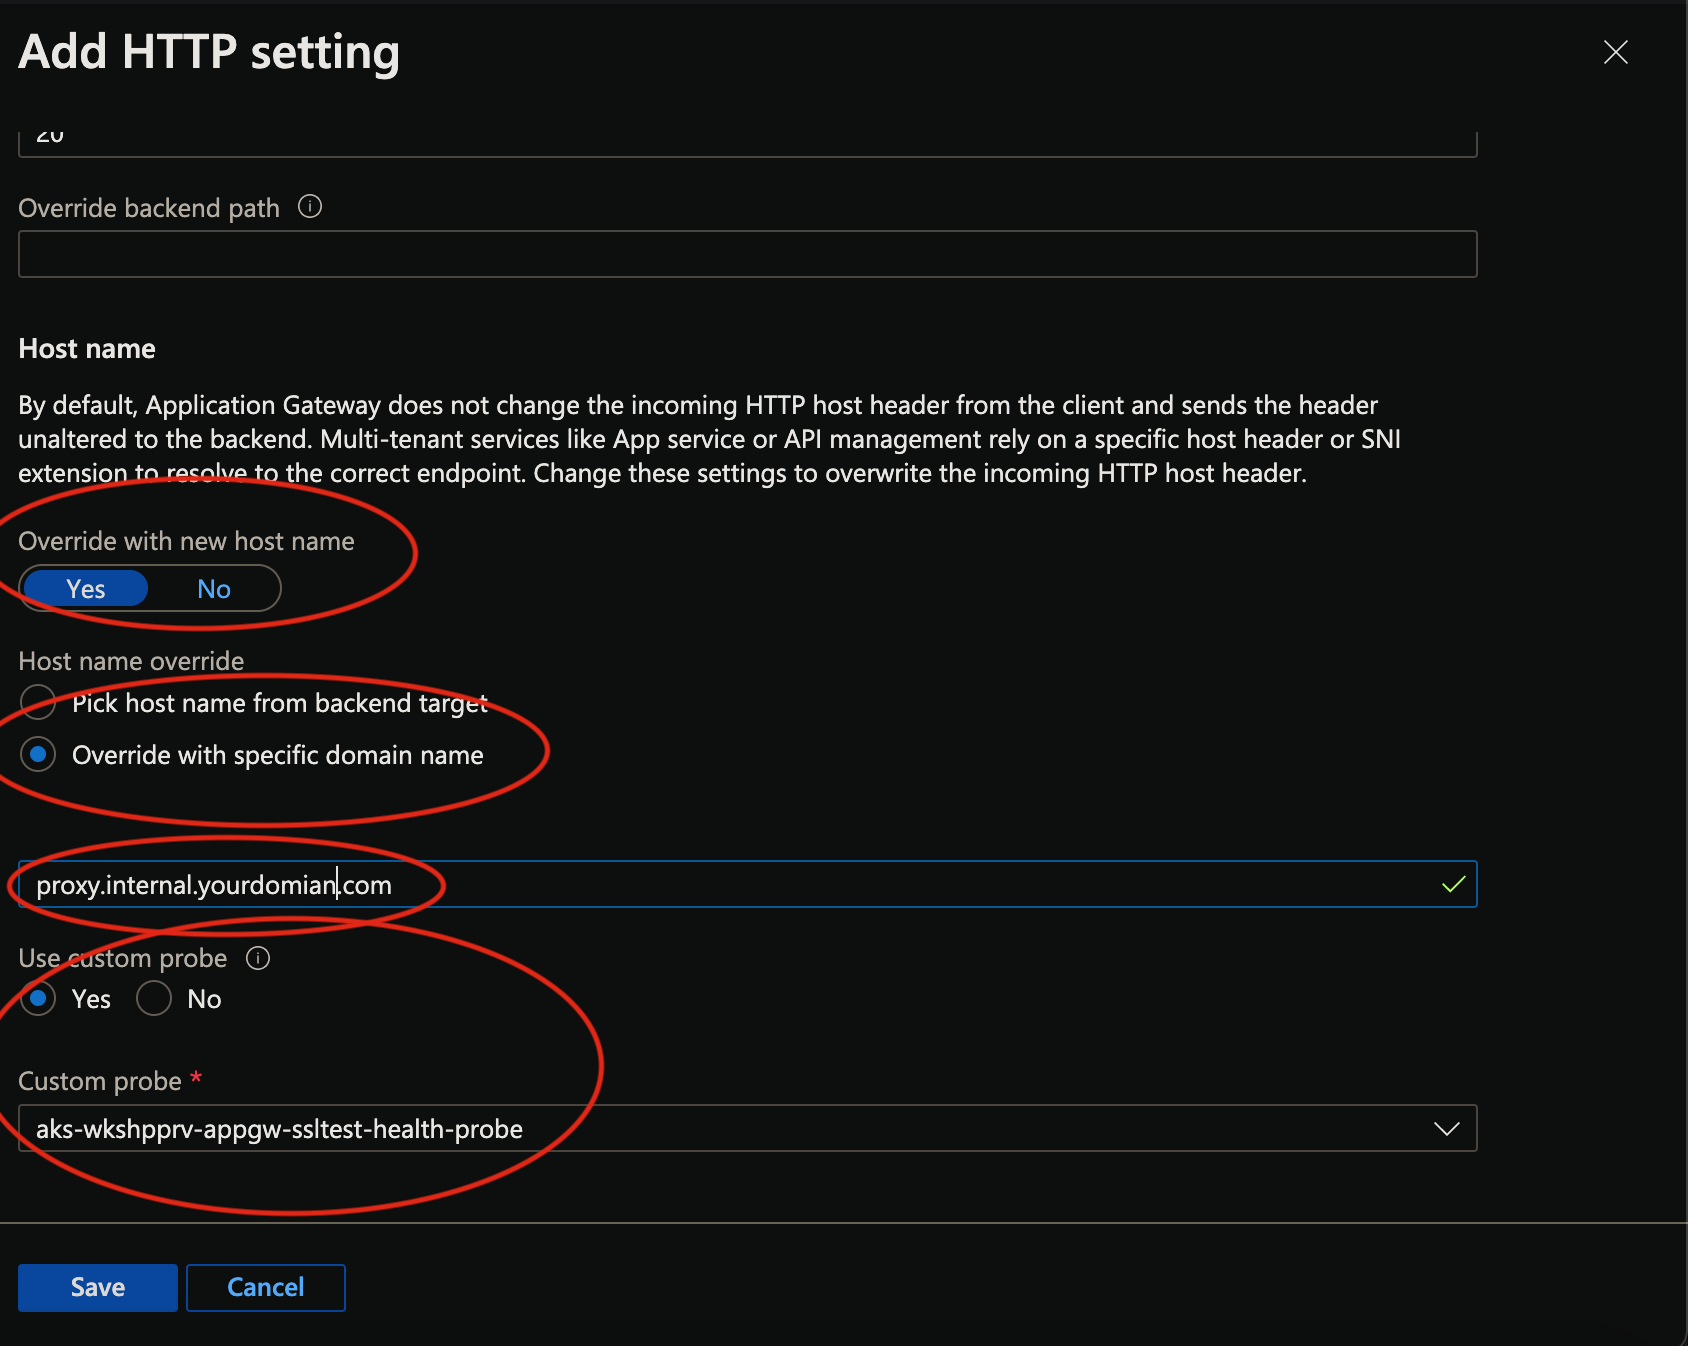 Add HTTP setting
20
Override backend path
Host name
By default, Application Gateway does not change the incoming HTTP host header from the client and sends the header
unaltered to the backend. Multi-tenant services like App service or API management rely on a specific host header or SNI
extension to resolve to the correct endpoint. Change these settings to overwrite the incoming HTTP host header.
Override with new host name
Yes No
Host name override
Pick host name from backend target
Override with specific domain name
proxy.internal.yourdomian.com
Use custom probe
Yes No
Custom probe *
aks-wkshpprv-appgw-ssltest-health-probe
Save Cancel